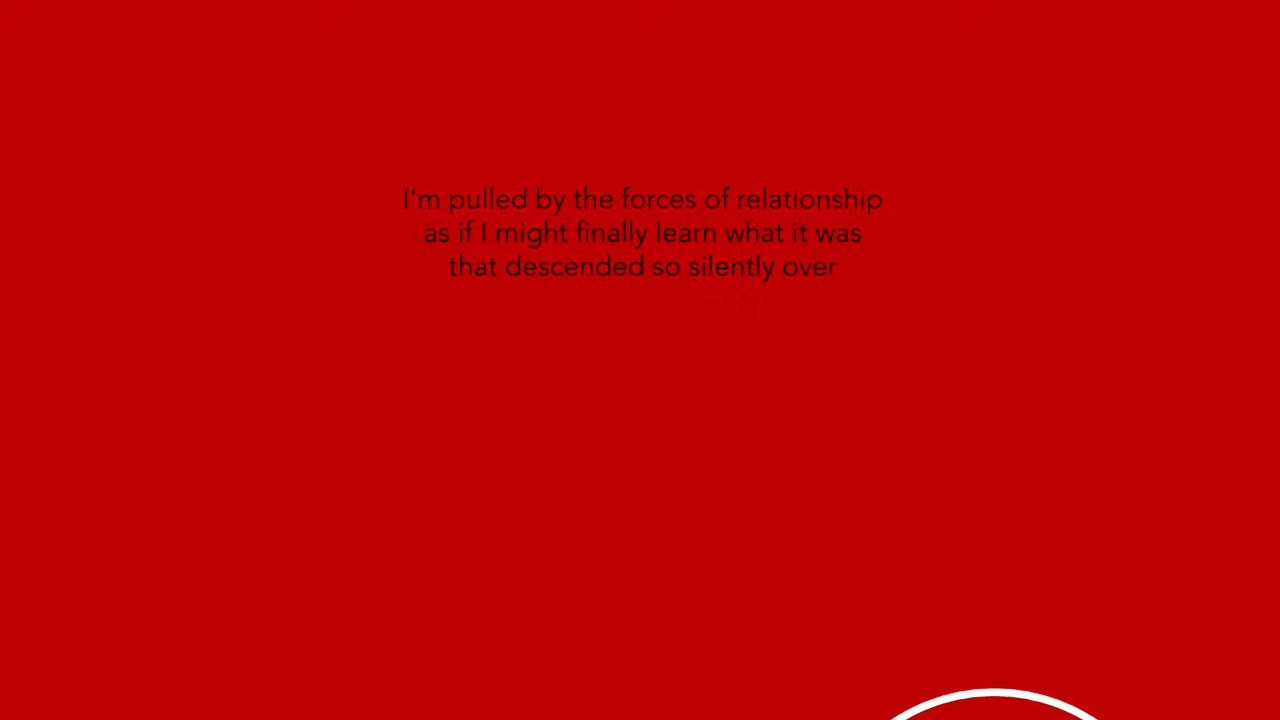 I'm pulled by the forces of relationship
as if I might finally learn what it was
that descended so silently over